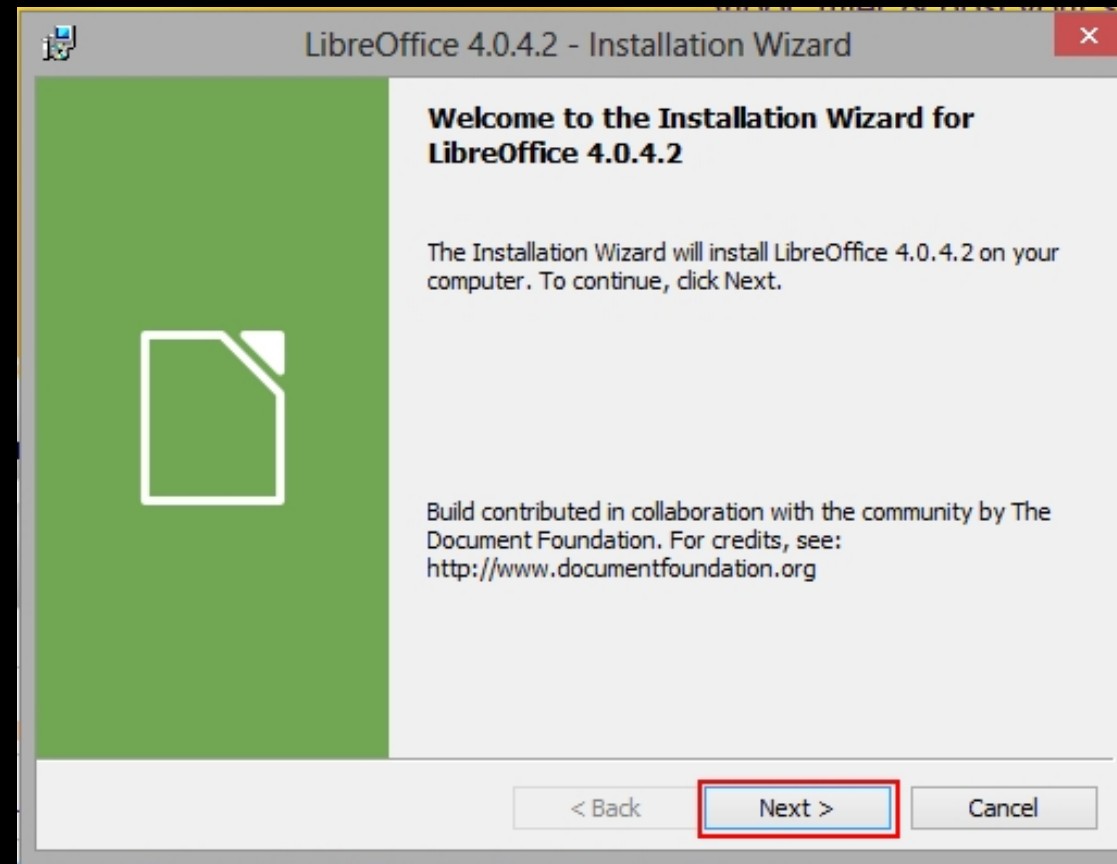 LibreOffice 4.0.4.2 - Installation Wizard
Welcome to the Installation Wizard for
LibreOffice 4.0.4.2
The Installation Wizard will install LibreOffice 4.0.4.2 on your
computer. To continue, click Next.
Build contributed in collaboration with the community by The
Document Foundation. For credits, see:
http://www.documentfoundation.org
< Back Next > Cancel